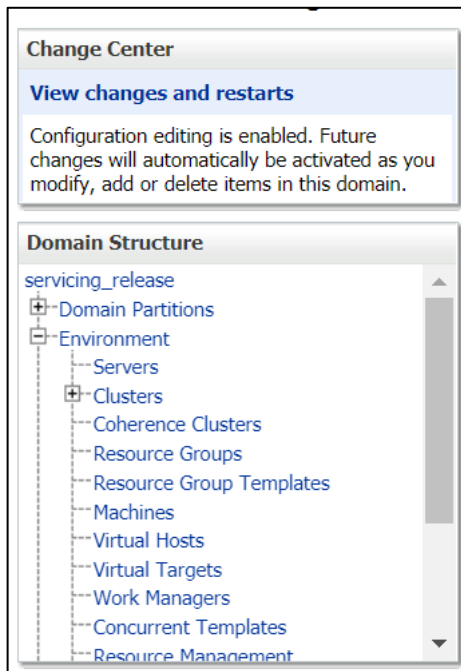 Change Center
View changes and restarts
Configuration editing is enabled. Future
changes will automatically be activated as you
modify, add or delete items in this domain.
Domain Structure
servicing_release
Domain Partitions
Environment
Servers
Clusters
Coherence Clusters
Resource Groups
Resource Group Templates
Machines
Virtual Hosts
Virtual Targets
Work Managers
Concurrent Templates
Resource Management